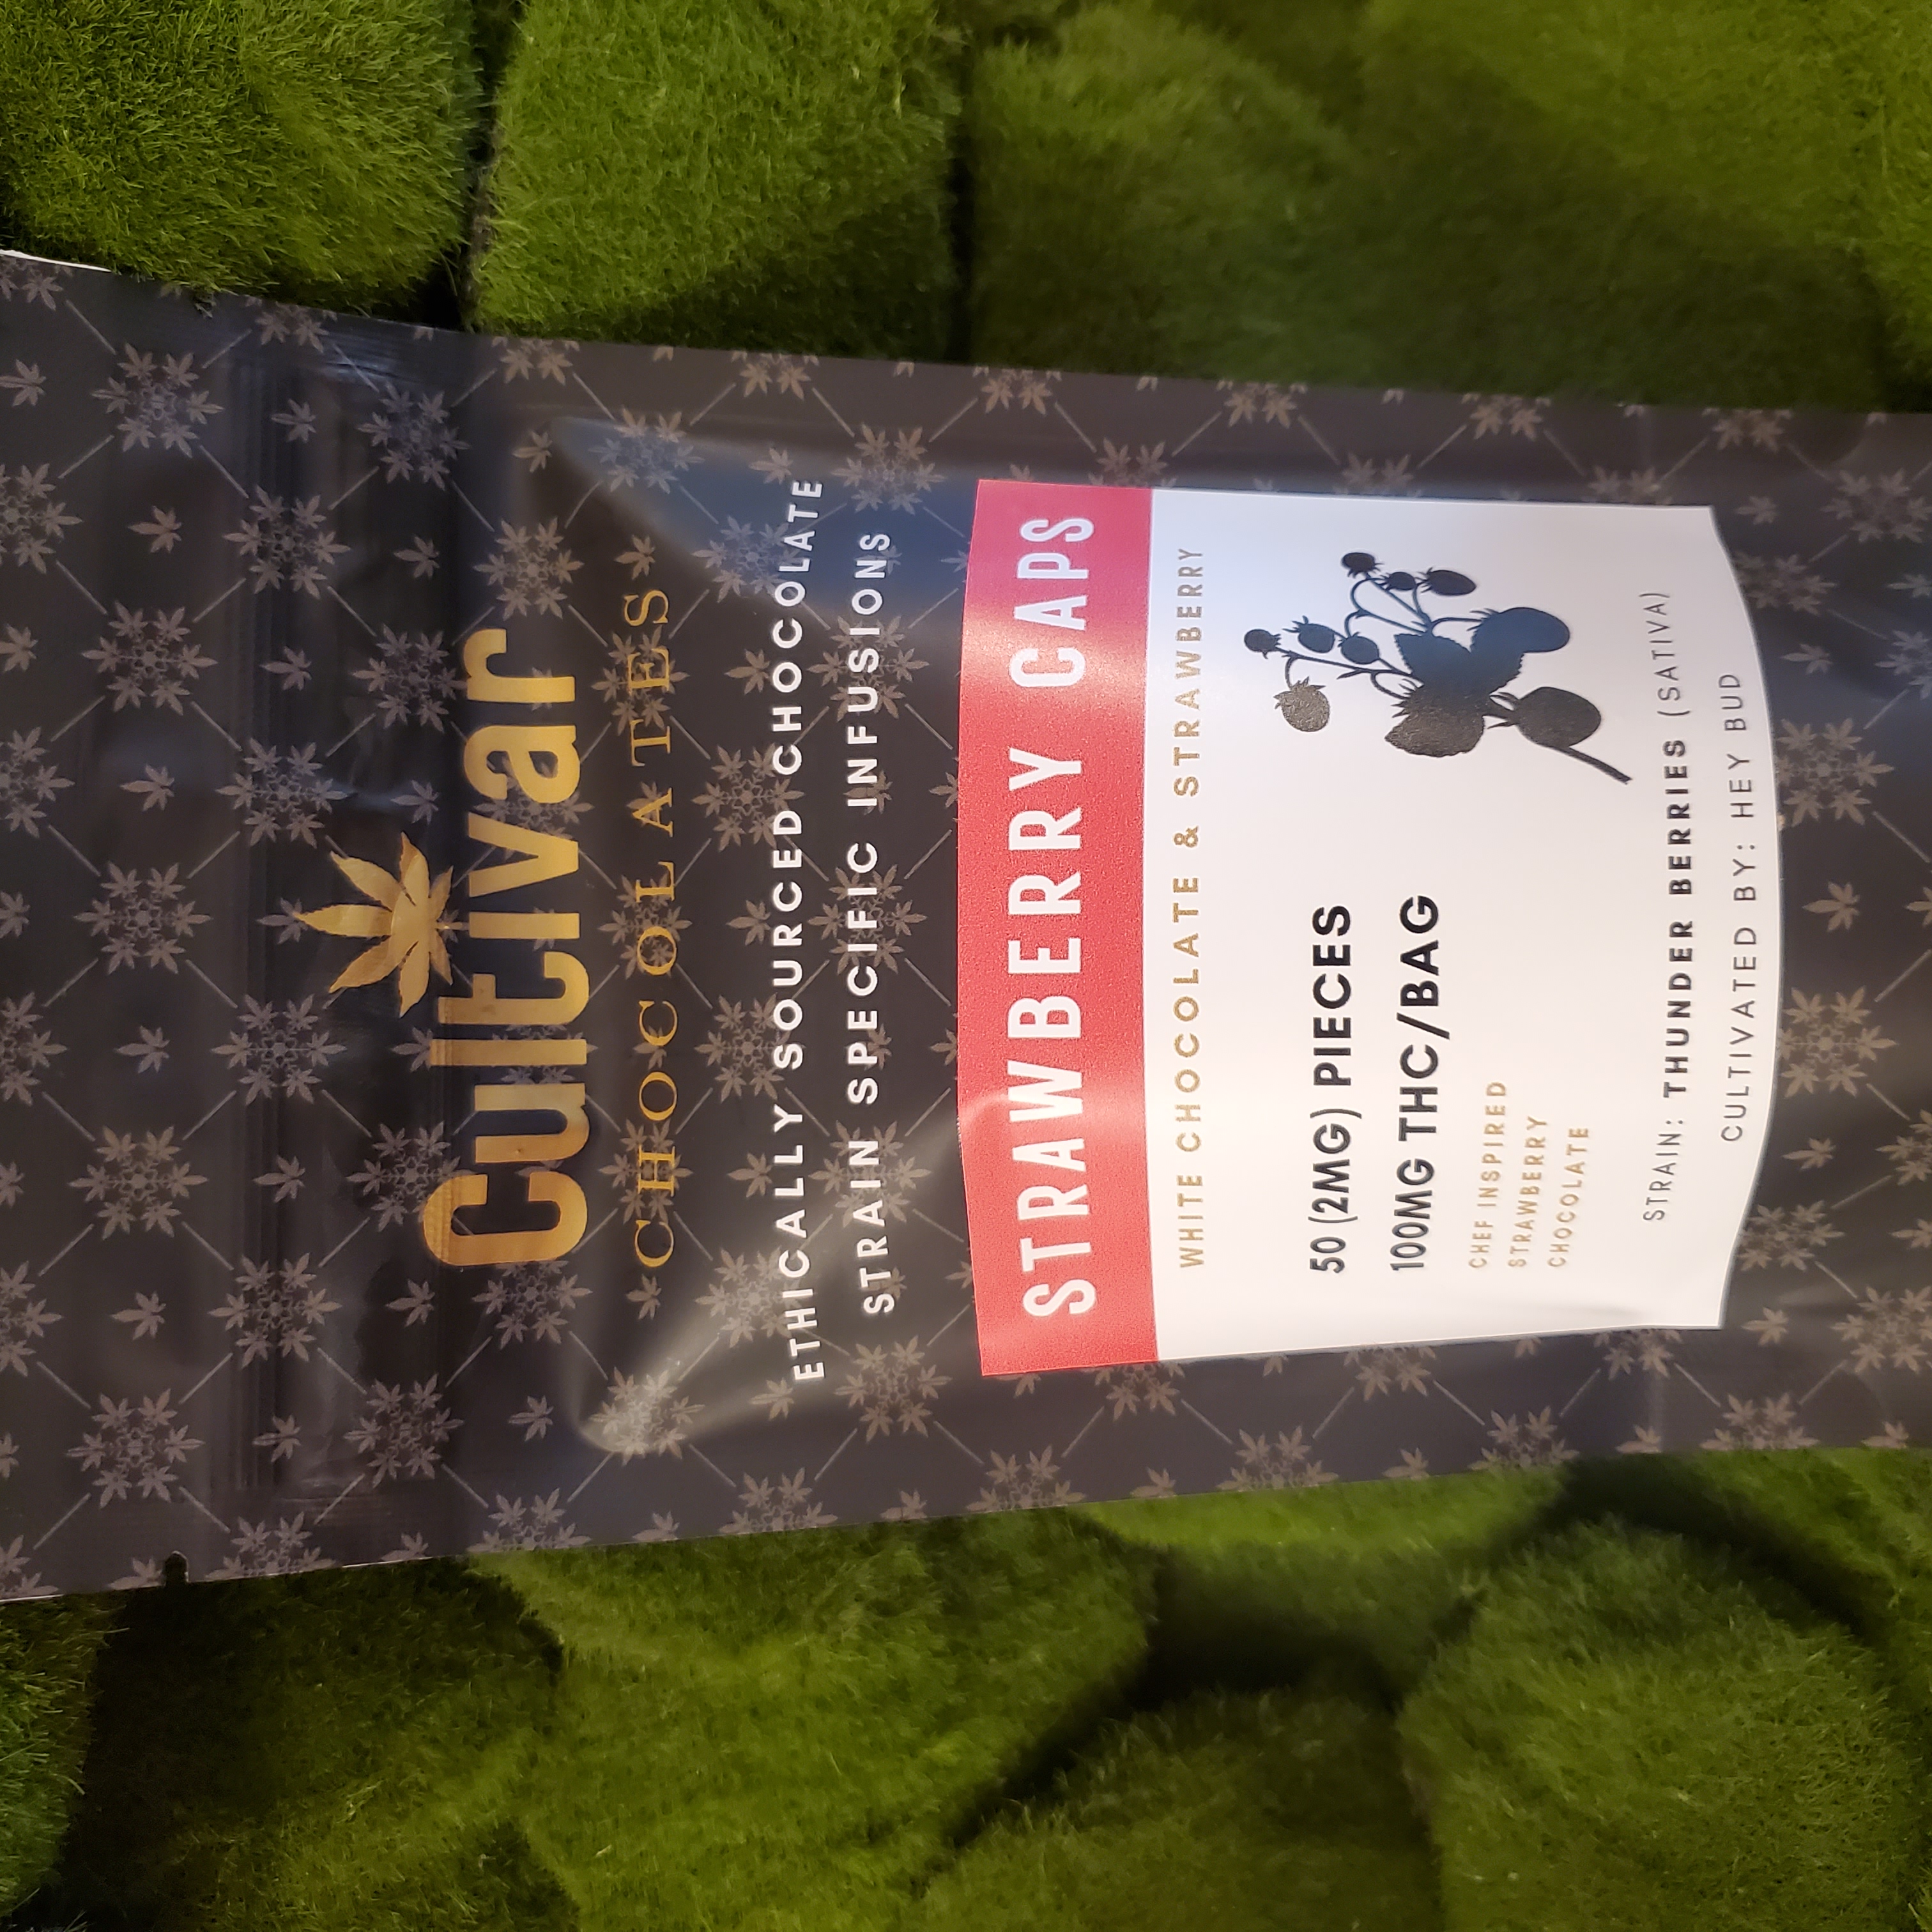 cultivar
CHOCOLATES
ETHICALLY SOURCED CHOCOLATE
STRAIN SPECIFIC INFUSIONS
STRAWBERRY CAPS
WHITE CHOCOLATE & STRAWBERRY
50 (2MG) PIECES
100MG THC/BAG
CHEF INSPIRED
STRAWBERRY
CHOCOLATE
STRAIN: THUNDER BERRIES (SATIVA)
CULTIVATED BY: HEY BUD